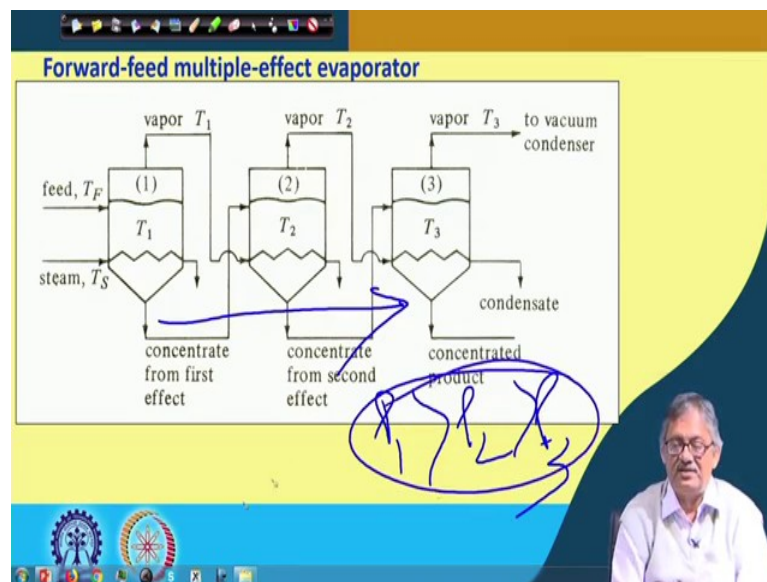 Forward-feed multiple-effect evaporator
vapor T1
vapor T2
vapor T3
to vacuum condenser
feed, TF
(1)
(2)
(3)
T1
T2
T3
steam, TS
condensate
concentrate from first effect
concentrate from second effect
concentrated product
P1 > P2 > P3